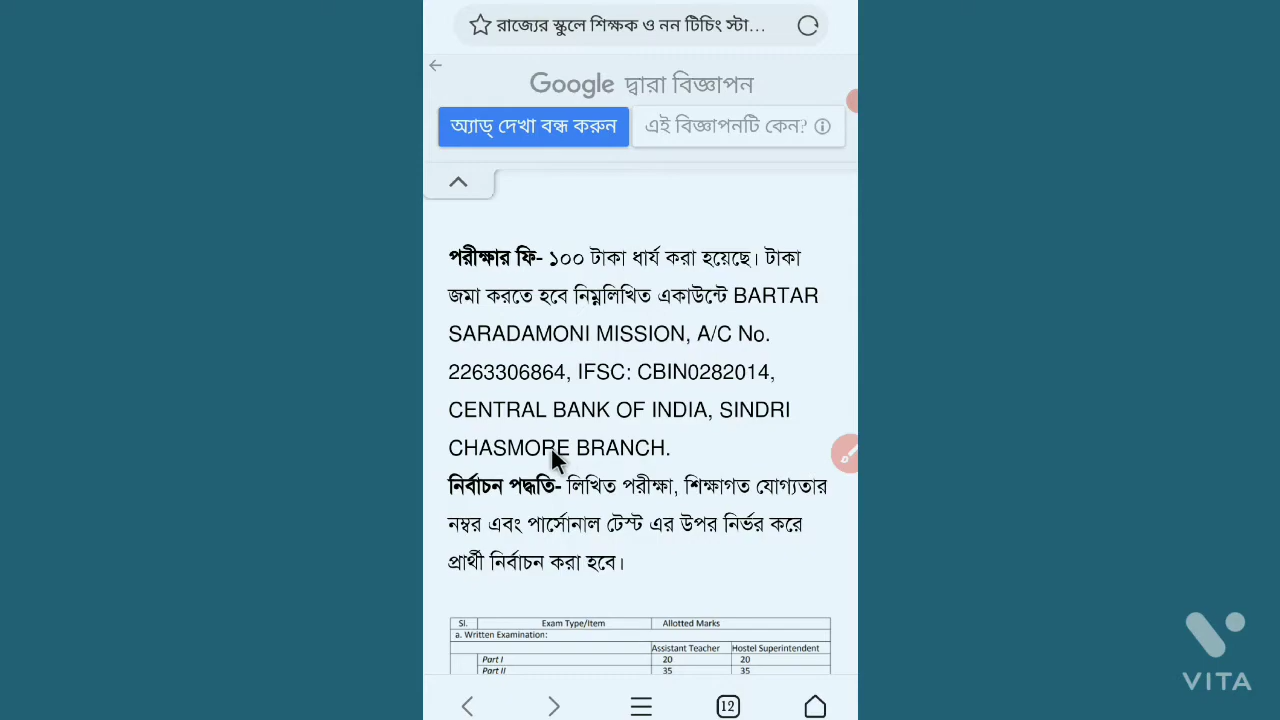 রাজ্যের স্কুলে শিক্ষক ও নন টিচিং স্টা...
Google দ্বারা বিজ্ঞাপন
অ্যাড্ দেখা বন্ধ করুন
এই বিজ্ঞাপনটি কেন?
পরীক্ষার ফি- ১০০ টাকা ধার্য করা হয়েছে। টাকা
জমা করতে হবে নিম্নলিখিত একাউন্টে BARTAR
SARADAMONI MISSION, A/C No.
2263306864, IFSC: CBIN0282014,
CENTRAL BANK OF INDIA, SINDRI
CHASMORE BRANCH.
নির্বাচন পদ্ধতি- লিখিত পরীক্ষা, শিক্ষাগত যোগ্যতার
নম্বর এবং পার্সোনাল টেস্ট এর উপর নির্ভর করে
প্রার্থী নির্বাচন করা হবে।
Sl. Exam Type/Item Allotted Marks
a. Written Examination:
Assistant Teacher Hostel Superintendent
Part I 20 20
Part II 35 35
12
VITA